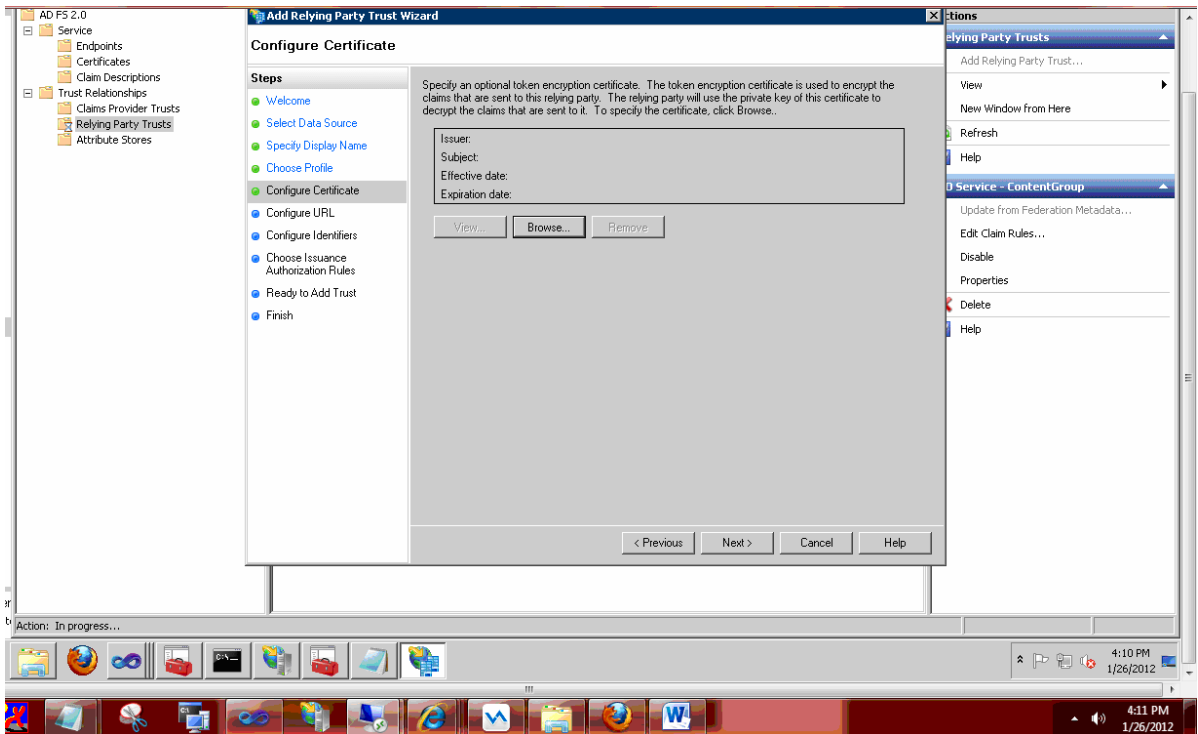 AD FS 2.0
Service
Endpoints
Certificates
Claim Descriptions
Trust Relationships
Claims Provider Trusts
Relying Party Trusts
Attribute Stores
Add Relying Party Trust Wizard
Configure Certificate
Steps
Welcome
Select Data Source
Specify Display Name
Choose Profile
Configure Certificate
Configure URL
Configure Identifiers
Choose Issuance
Authorization Rules
Ready to Add Trust
Finish
Specify an optional token encryption certificate. The token encryption certificate is used to encrypt the
claims that are sent to this relying party. The relying party will use the private key of this certificate to
decrypt the claims that are sent to it. To specify the certificate, click Browse..
Issuer:
Subject:
Effective date:
Expiration date:
View...
Browse...
Remove
< Previous
Next >
Cancel
Help
ctions
elying Party Trusts
Add Relying Party Trust...
View
New Window from Here
Refresh
Help
D Service - ContentGroup
Update from Federation Metadata...
Edit Claim Rules...
Disable
Properties
Delete
Help
Action: In progress...
4:10 PM
1/26/2012
4:11 PM
1/26/2012